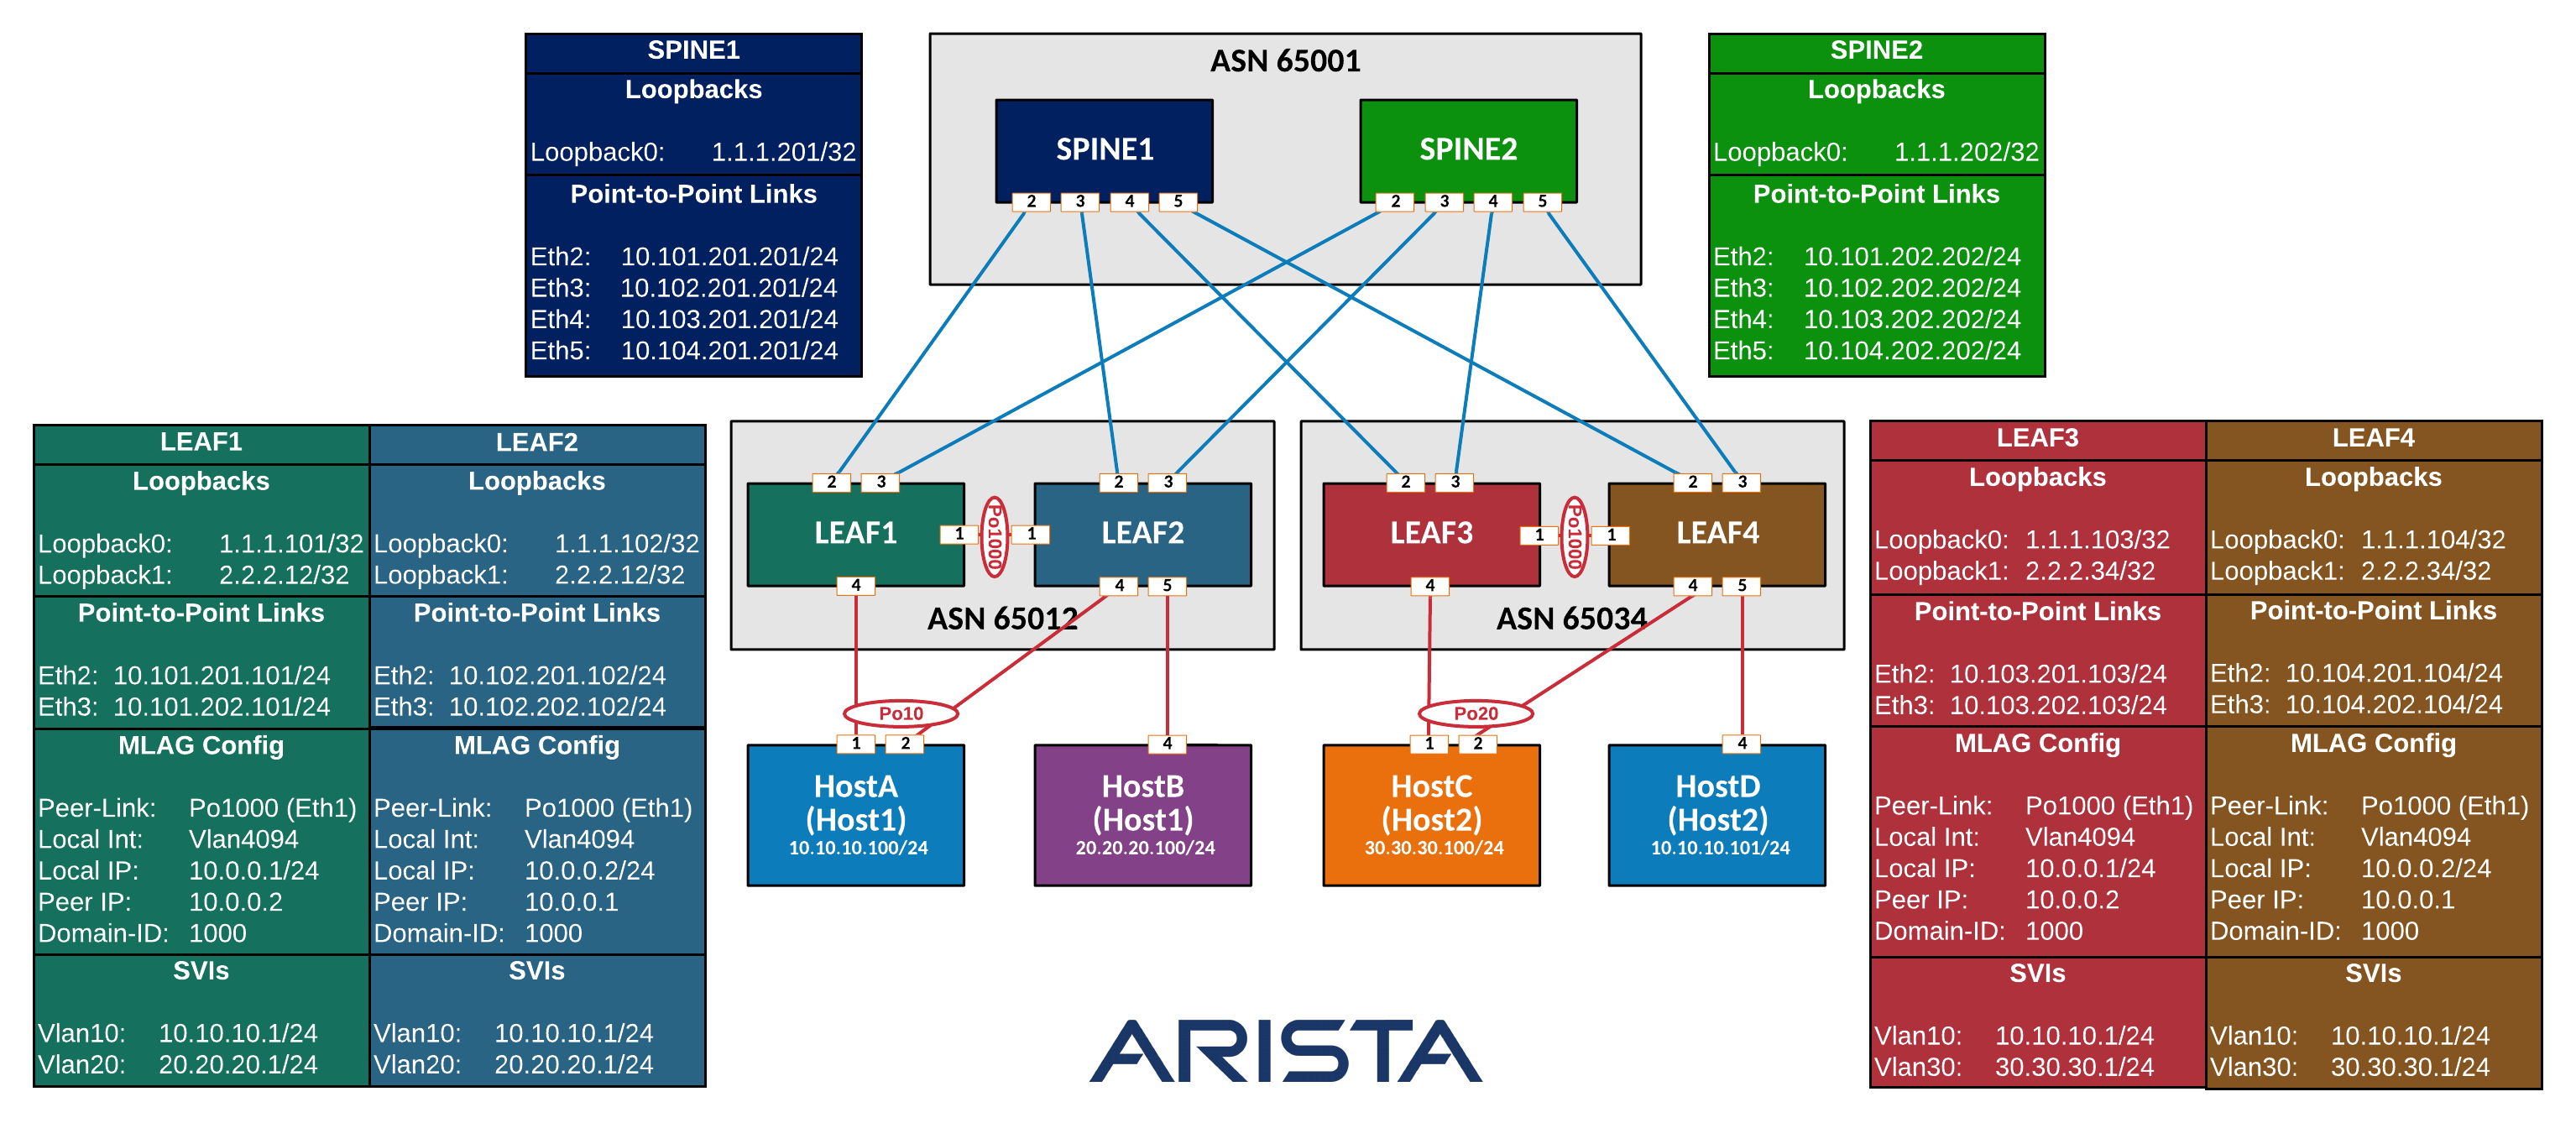 SPINE1
Loopbacks
Loopback0: 1.1.1.201/32
Point-to-Point Links
Eth2: 10.101.201.201/24
Eth3: 10.102.201.201/24
Eth4: 10.103.201.201/24
Eth5: 10.104.201.201/24
ASN 65001
SPINE1
2 3 4 5
SPINE2
2 3 4 5
SPINE2
Loopbacks
Loopback0: 1.1.1.202/32
Point-to-Point Links
Eth2: 10.101.202.202/24
Eth3: 10.102.202.202/24
Eth4: 10.103.202.202/24
Eth5: 10.104.202.202/24
LEAF1
Loopbacks
Loopback0: 1.1.1.101/32
Loopback1: 2.2.2.12/32
Point-to-Point Links
Eth2: 10.101.201.101/24
Eth3: 10.101.202.101/24
MLAG Config
Peer-Link: Po1000 (Eth1)
Local Int: Vlan4094
Local IP: 10.0.0.1/24
Peer IP: 10.0.0.2
Domain-ID: 1000
SVIs
Vlan10: 10.10.10.1/24
Vlan20: 20.20.20.1/24
LEAF2
Loopbacks
Loopback0: 1.1.1.102/32
Loopback1: 2.2.2.12/32
Point-to-Point Links
Eth2: 10.102.201.102/24
Eth3: 10.102.202.102/24
MLAG Config
Peer-Link: Po1000 (Eth1)
Local Int: Vlan4094
Local IP: 10.0.0.2/24
Peer IP: 10.0.0.1
Domain-ID: 1000
SVIs
Vlan10: 10.10.10.1/24
Vlan20: 20.20.20.1/24
2 3
LEAF1
1
4
Po1000
2 3
1
LEAF2
4 5
ASN 65012
2 3
LEAF3
1
4
Po1000
2 3
1
LEAF4
4 5
ASN 65034
Po10
1 2
HostA
(Host1)
10.10.10.100/24
4
HostB
(Host1)
20.20.20.100/24
Po20
1 2
HostC
(Host2)
30.30.30.100/24
4
HostD
(Host2)
10.10.10.101/24
LEAF3
Loopbacks
Loopback0: 1.1.1.103/32
Loopback1: 2.2.2.34/32
Point-to-Point Links
Eth2: 10.103.201.103/24
Eth3: 10.103.202.103/24
MLAG Config
Peer-Link: Po1000 (Eth1)
Local Int: Vlan4094
Local IP: 10.0.0.1/24
Peer IP: 10.0.0.2
Domain-ID: 1000
SVIs
Vlan10: 10.10.10.1/24
Vlan30: 30.30.30.1/24
LEAF4
Loopbacks
Loopback0: 1.1.1.104/32
Loopback1: 2.2.2.34/32
Point-to-Point Links
Eth2: 10.104.201.104/24
Eth3: 10.104.202.104/24
MLAG Config
Peer-Link: Po1000 (Eth1)
Local Int: Vlan4094
Local IP: 10.0.0.2/24
Peer IP: 10.0.0.1
Domain-ID: 1000
SVIs
Vlan10: 10.10.10.1/24
Vlan30: 30.30.30.1/24
ARISTA